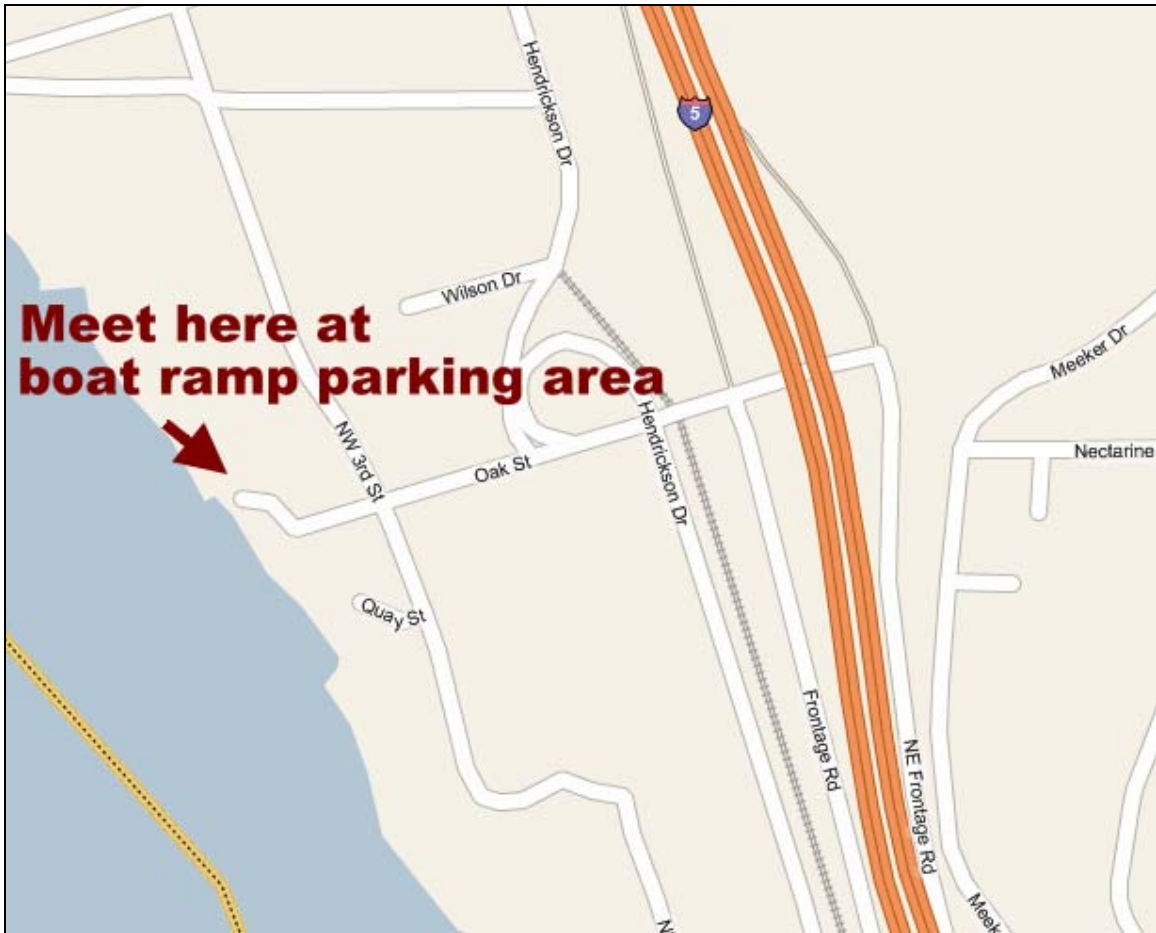 Hendrickson Dr
5
Wilson Dr
Meet here at
boat ramp parking area
Meeker Dr
NW 3rd St
Oak St
Hendrickson Dr
Nectarine
Quay St
Frontage Rd
NE Frontage Rd
Meek
N